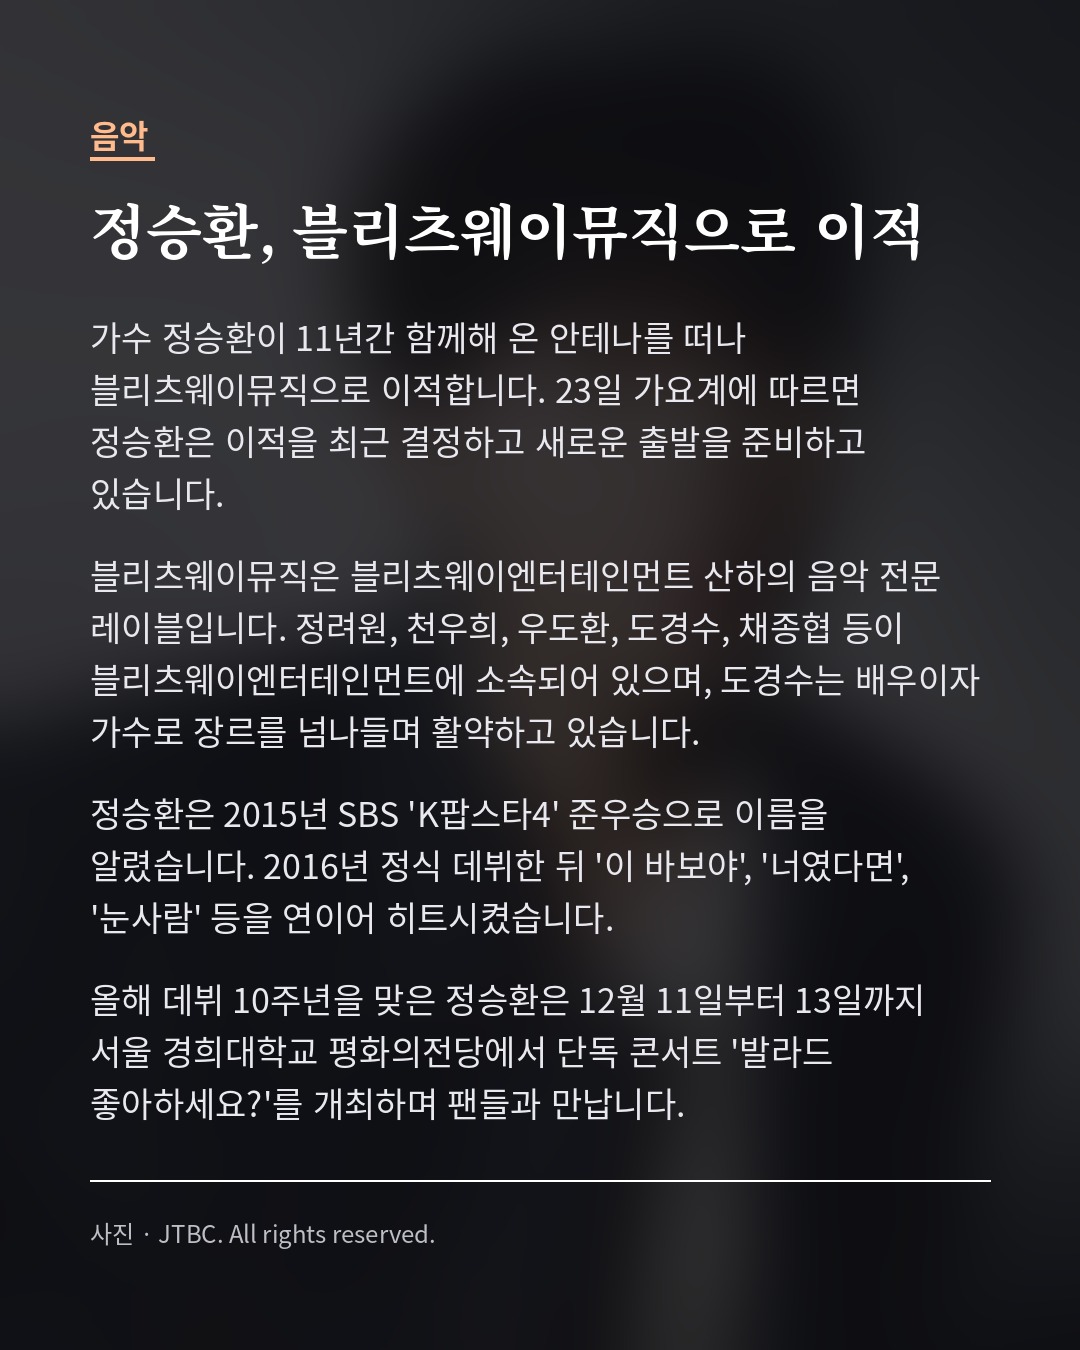 음악
정승환, 블리츠웨이뮤직으로 이적
가수 정승환이 11년간 함께해 온 안테나를 떠나
블리츠웨이뮤직으로 이적합니다. 23일 가요계에 따르면
정승환은 이적을 최근 결정하고 새로운 출발을 준비하고
있습니다.
블리츠웨이뮤직은 블리츠웨이엔터테인먼트 산하의 음악 전문
레이블입니다. 정려원, 천우희, 우도환, 도경수, 채종협 등이
블리츠웨이엔터테인먼트에 소속되어 있으며, 도경수는 배우이자
가수로 장르를 넘나들며 활약하고 있습니다.
정승환은 2015년 SBS 'K팝스타4' 준우승으로 이름을
알렸습니다. 2016년 정식 데뷔한 뒤 '이 바보야', '너였다면',
'눈사람' 등을 연이어 히트시켰습니다.
올해 데뷔 10주년을 맞은 정승환은 12월 11일부터 13일까지
서울 경희대학교 평화의전당에서 단독 콘서트 '발라드
좋아하세요?'를 개최하며 팬들과 만납니다.
사진 · JTBC. All rights reserved.